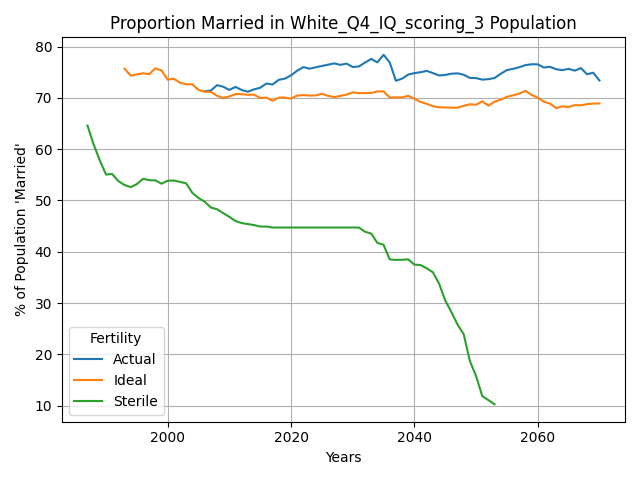 Proportion Married in White_Q4_IQ_scoring_3 Population
% of Population 'Married'
80
70
60
50
40
30
20
10
Fertility
Actual
Ideal
Sterile
2000
2020
2040
2060
Years